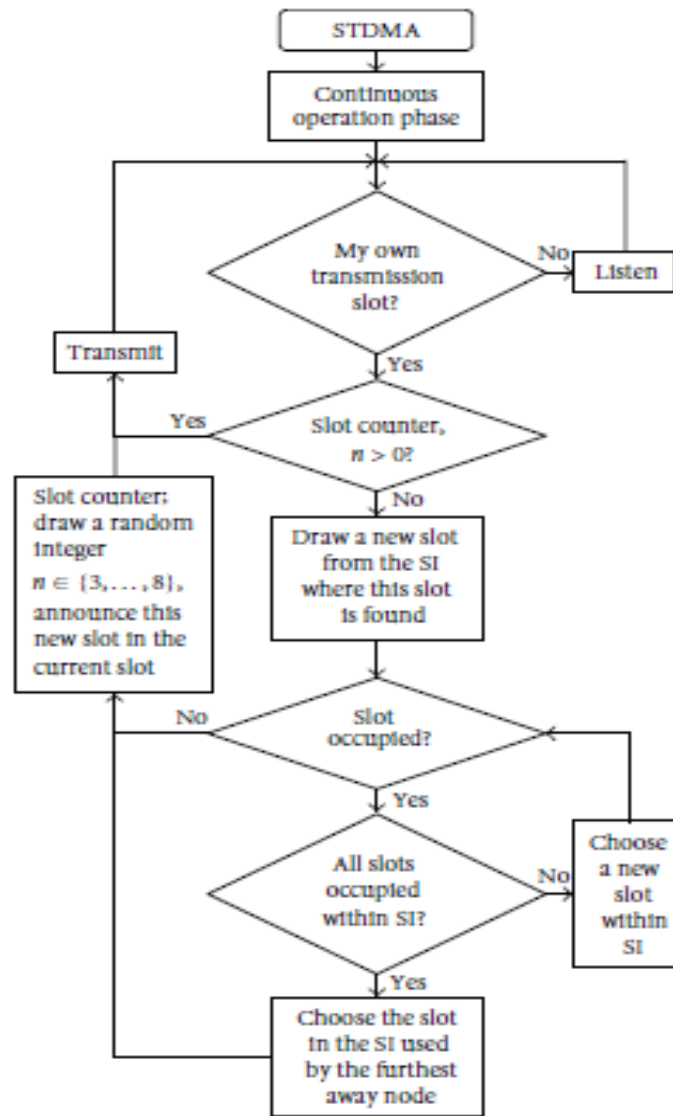 STDMA
Continuous
operation phase
My own
transmission
slot?
No
Listen
Transmit
Yes
Yes
Slot counter,
n > 0?
No
Slot counter;
draw a random
integer
n ∈ {3,...,8},
announce this
new slot in the
current slot
Draw a new slot
from the SI
where this slot
is found
No
Slot
occupied?
Yes
All slots
occupied
within SI?
No
Choose
a new
slot
within
SI
Yes
Choose the slot
in the SI used
by the furthest
away node